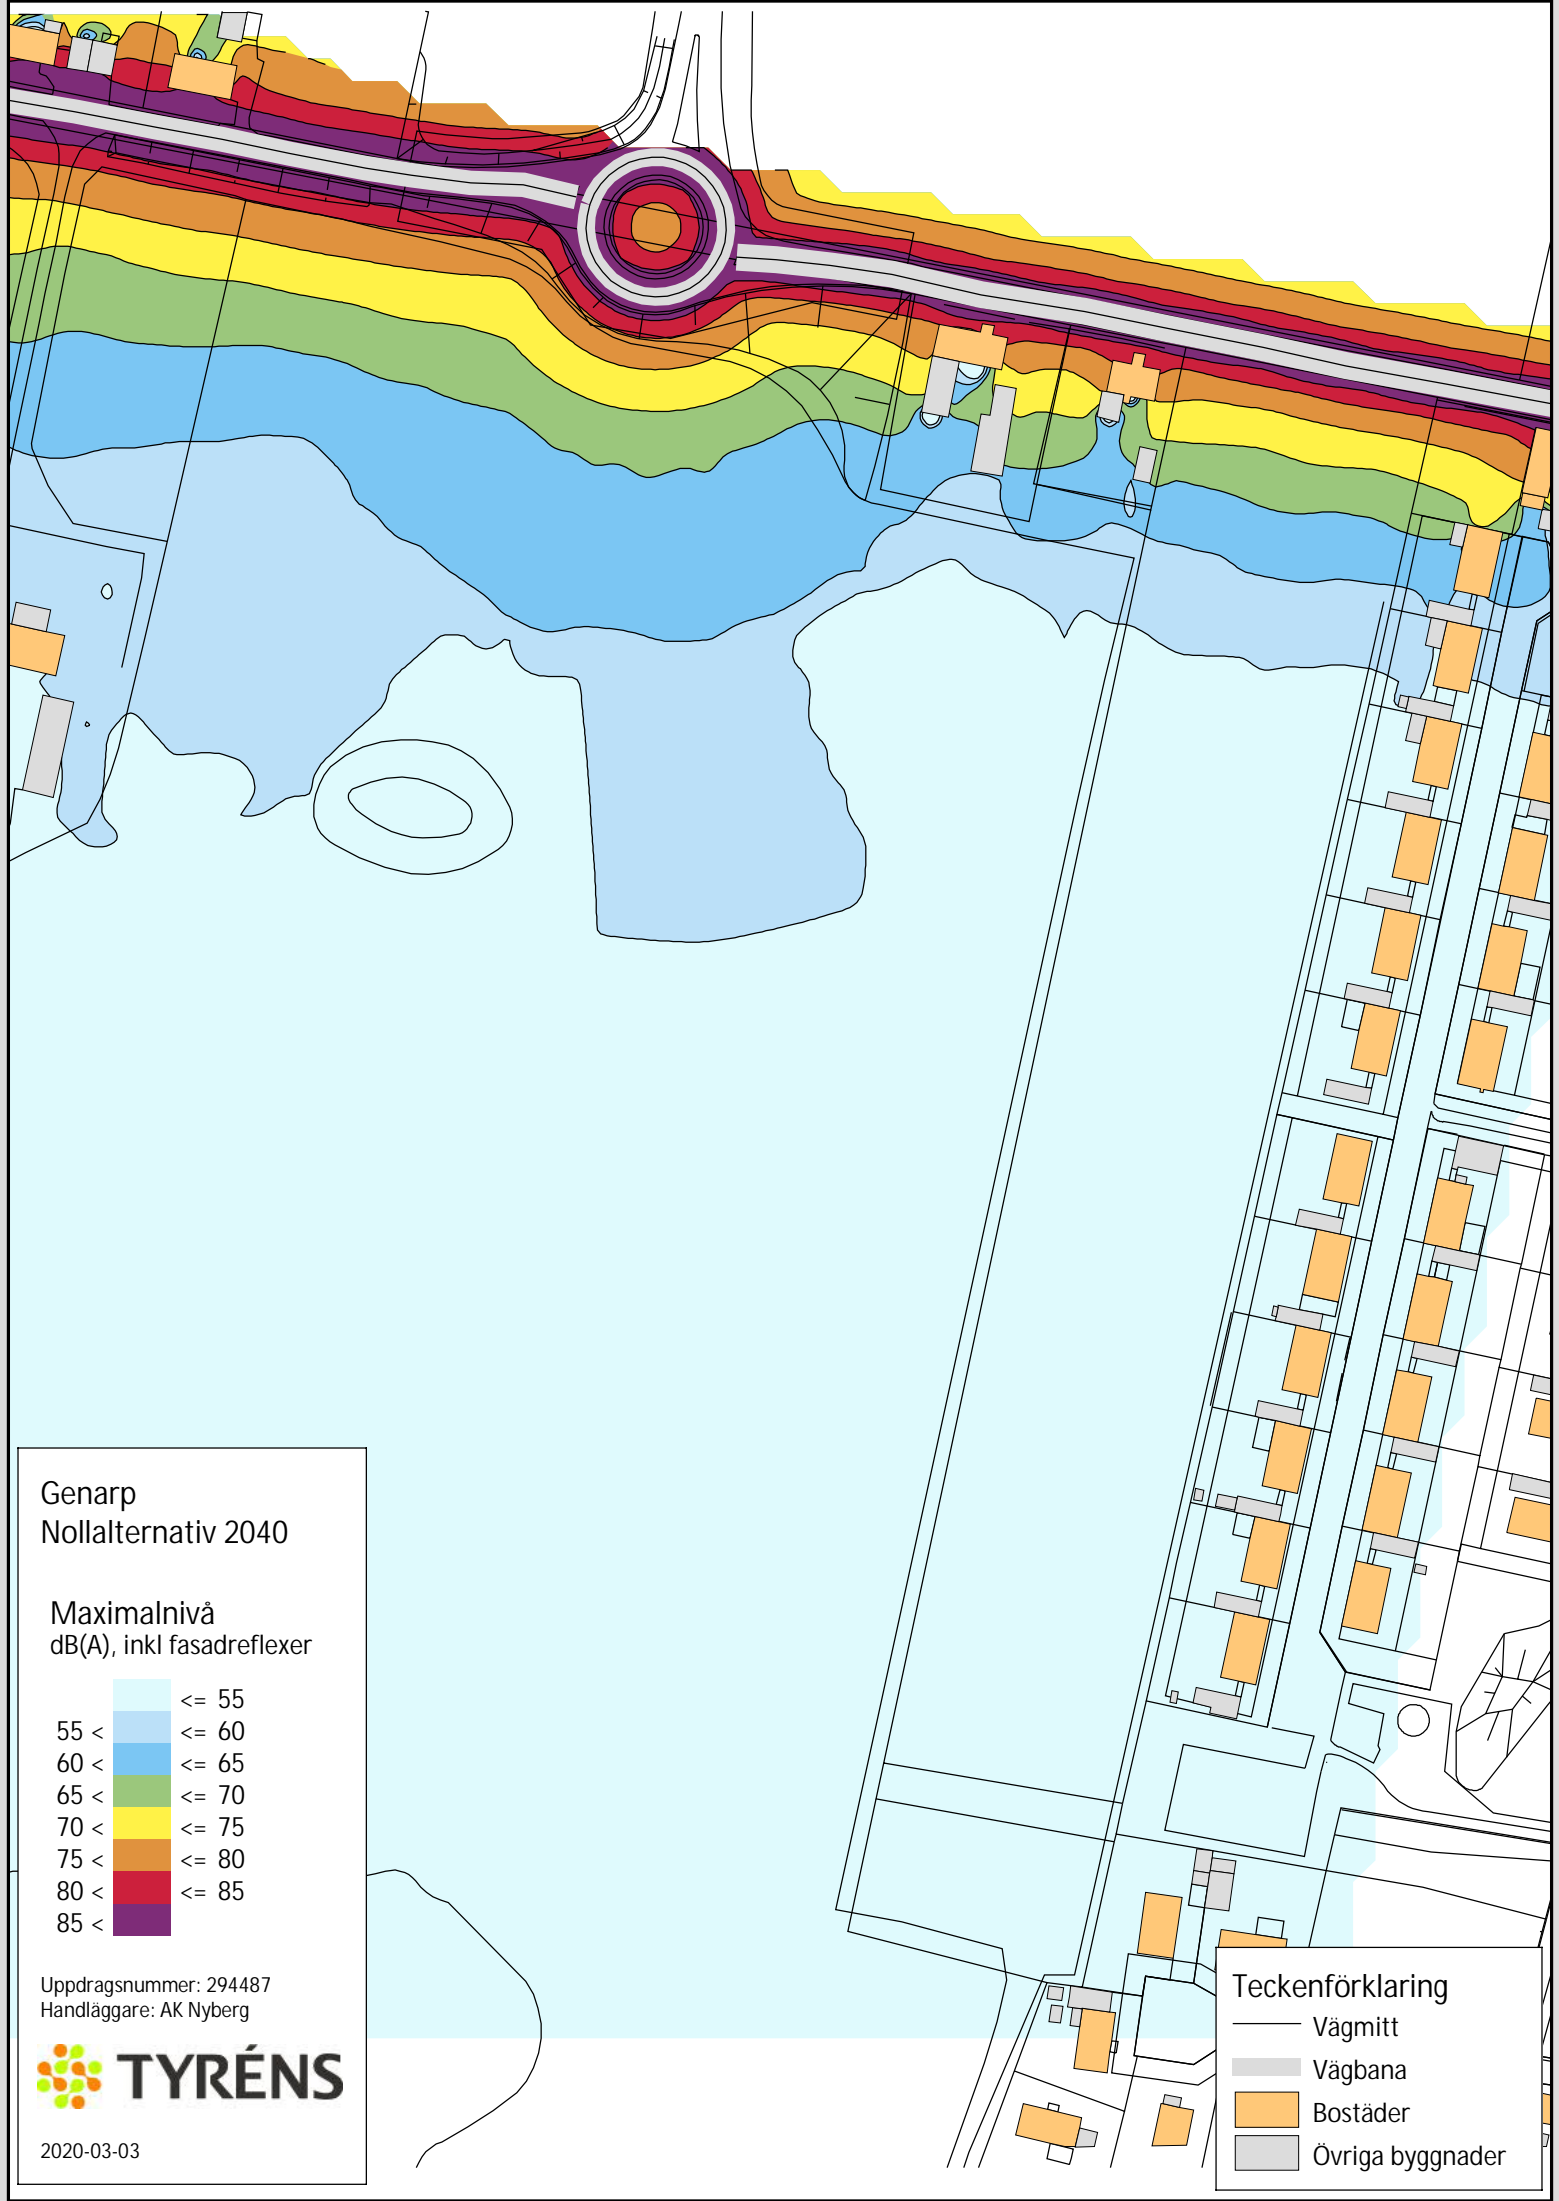 Genarp
Nollalternativ 2040
Maximalnivå
dB(A), inkl fasadreflexer
<= 55
55 < <= 60
60 < <= 65
65 < <= 70
70 < <= 75
75 < <= 80
80 < <= 85
85 <
Uppdragsnummer: 294487
Handläggare: AK Nyberg
TYRÉNS
2020-03-03
Teckenförklaring
Vägmitt
Vägbana
Bostäder
Övriga byggnader